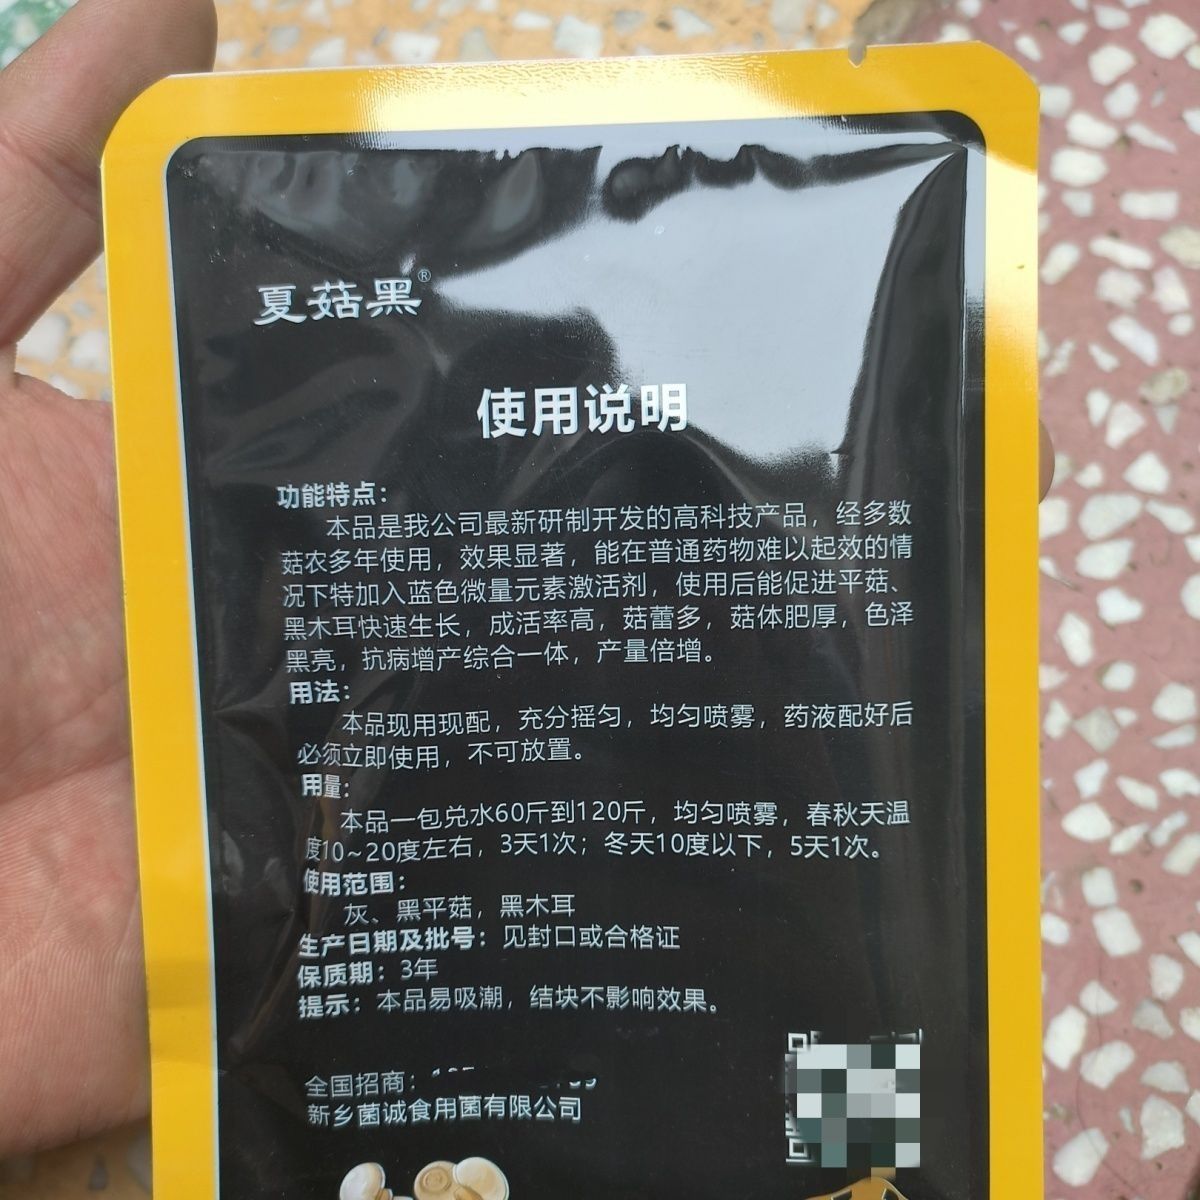 夏菇黑®
使用说明
功能特点：
本品是我公司最新研制开发的高科技产品，经多数
菇农多年使用，效果显著，能在普通药物难以起效的情
况下特加入蓝色微量元素激活剂，使用后能促进平菇、
黑木耳快速生长，成活率高，菇蕾多，菇体肥厚，色泽
黑亮，抗病增产综合一体，产量倍增。
用法：
本品现用现配，充分摇匀，均匀喷雾，药液配好后
必须立即使用，不可放置。
用量：
本品一包兑水60斤到120斤，均匀喷雾，春秋天温
度10~20度左右，3天1次；冬天10度以下，5天1次。
使用范围：
灰、黑平菇，黑木耳
生产日期及批号：见封口或合格证
保质期：3年
提示：本品易吸潮，结块不影响效果。
全国招商：
新乡菌诚食用菌有限公司